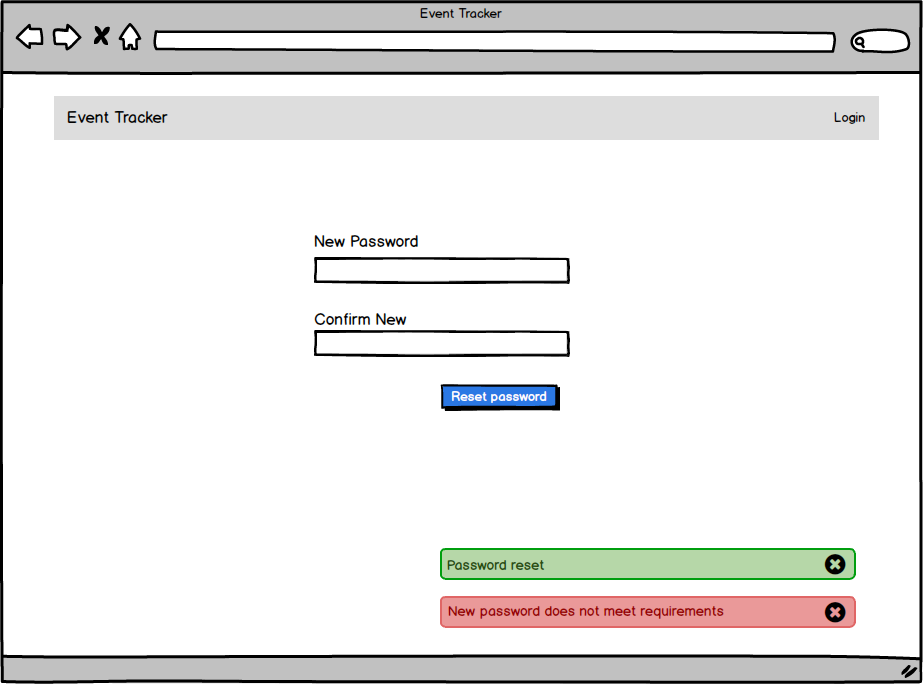 Event Tracker
Event Tracker
Login
New Password
Confirm New
Reset password
Password reset
New password does not meet requirements